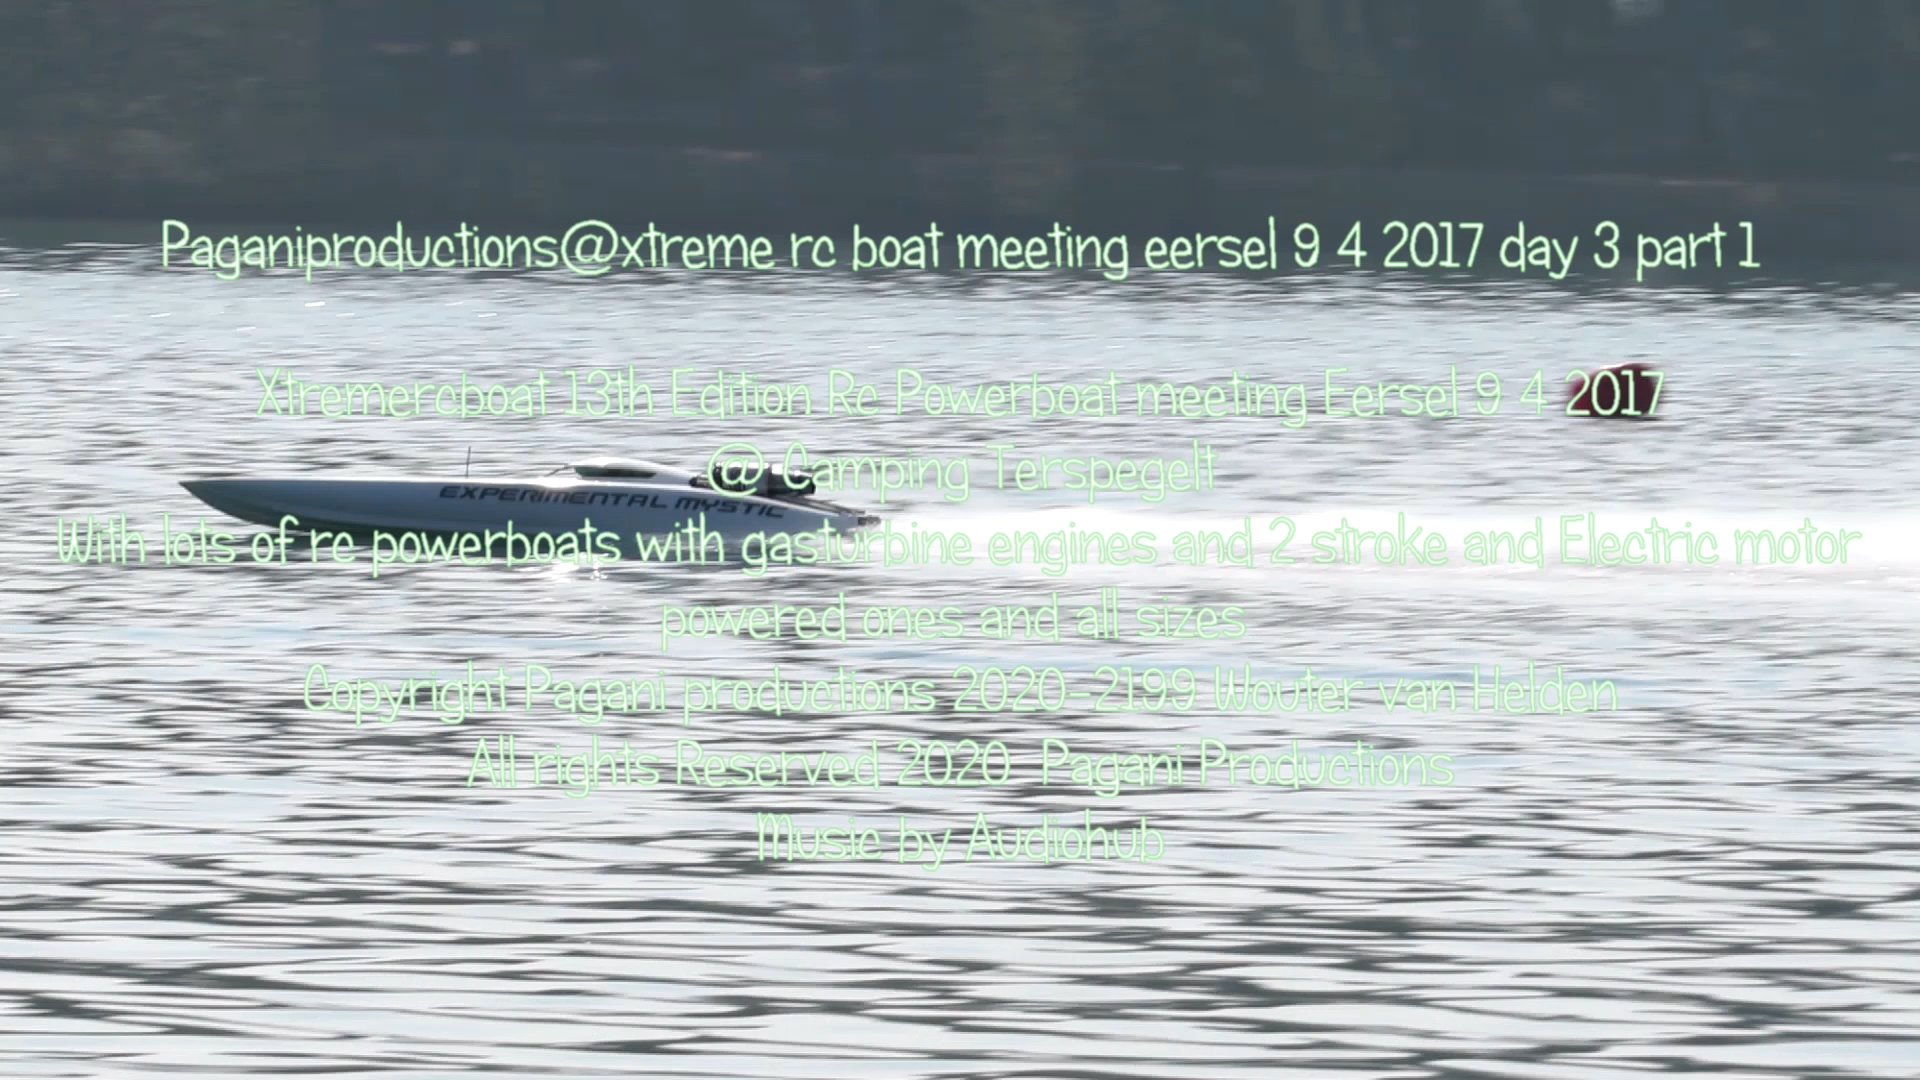 Paganiproductions@xtreme rc boat meeting eersel 9 4 2017 day 3 part 1
Xtremercboat 13th Edition Rc Powerboat meeting Eersel 9 4 2017
@ Camping Terspegelt
EXPERIMENTAL MYSTIC
With lots of rc powerboats with gasturbine engines and 2 stroke and Electric motor
powered ones and all sizes
Copyright Pagani productions 2020-2199 Wouter van Helden
All rights Reserved 2020 Pagani Productions
Music by Audiohub